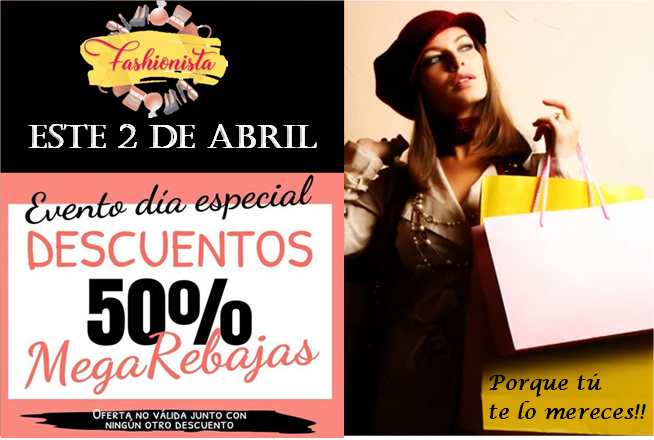 Fashionista
ESTE 2 DE ABRIL
Evento día especial
DESCUENTOS
50%
MegaRebajas
OFERTA NO VÁLIDA JUNTO CON
NINGÚN OTRO DESCUENTO
Porque tú
te lo mereces!!